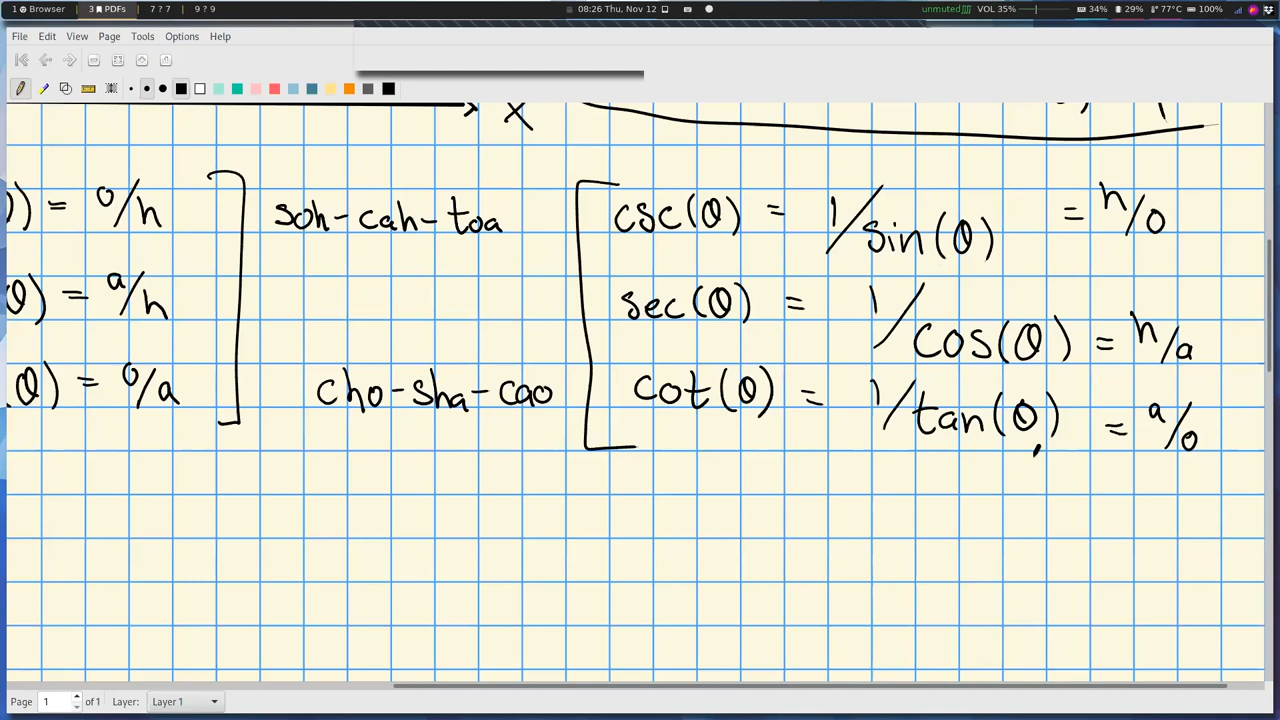 1 Browser 3 PDFs 7 ? 7 9 ? 9 08:26 Thu, Nov 12 unmuted VOL 35% 34% 29% 77°C 100%
File Edit View Page Tools Options Help
x
) = o/h soh-cah-toa csc(θ) = 1/sin(θ) = h/o
θ) = a/h sec(θ) = 1/cos(θ) = h/a
(θ) = o/a cho-sha-cao cot(θ) = 1/tan(θ) = a/o
Page 1 of 1 Layer: Layer 1